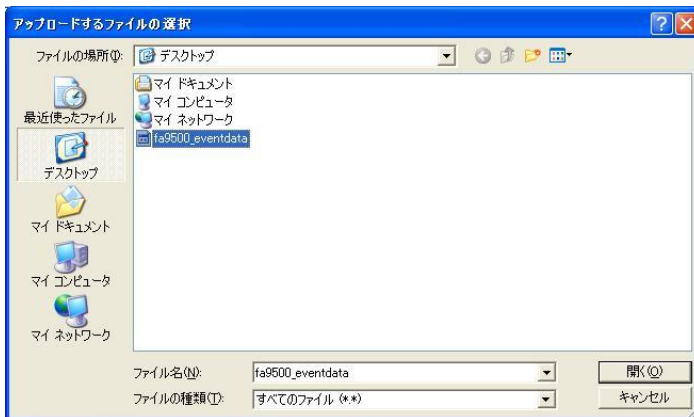 アップロードするファイルの選択
ファイルの場所(I):
デスクトップ
最近使ったファイル
デスクトップ
マイ ドキュメント
マイ コンピュータ
マイ ネットワーク
マイ ドキュメント
マイ コンピュータ
マイ ネットワーク
fa9500_eventdata
ファイル名(N):
fa9500_eventdata
開く(O)
ファイルの種類(T):
すべてのファイル (*.*)
キャンセル